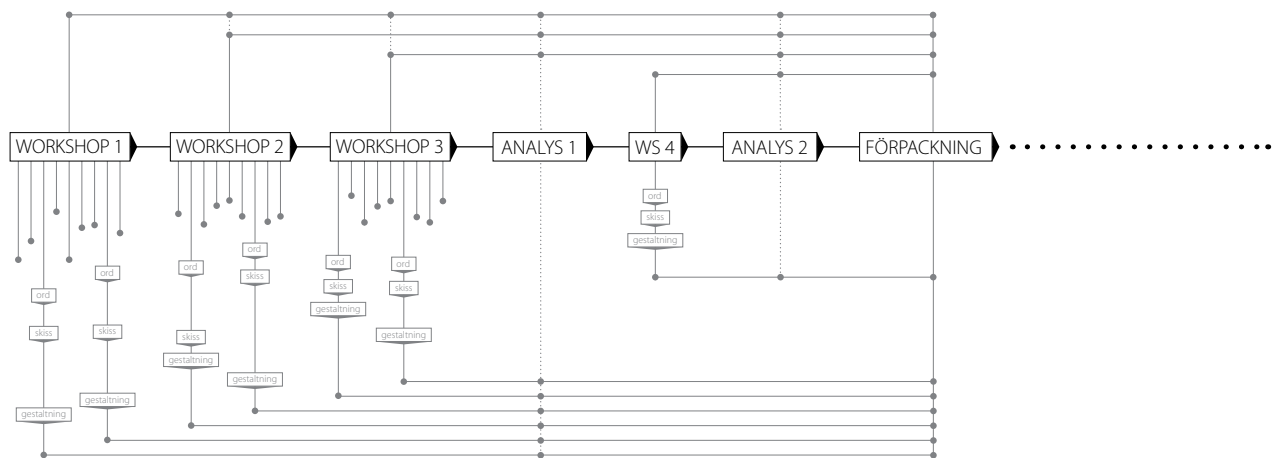 WORKSHOP 1
WORKSHOP 2
WORKSHOP 3
ANALYS 1
WS 4
ANALYS 2
FÖRPACKNING
ord
skiss
gestaltning
ord
skiss
gestaltning
ord
skiss
gestaltning
ord
skiss
gestaltning
ord
skiss
gestaltning
ord
skiss
gestaltning
ord
skiss
gestaltning